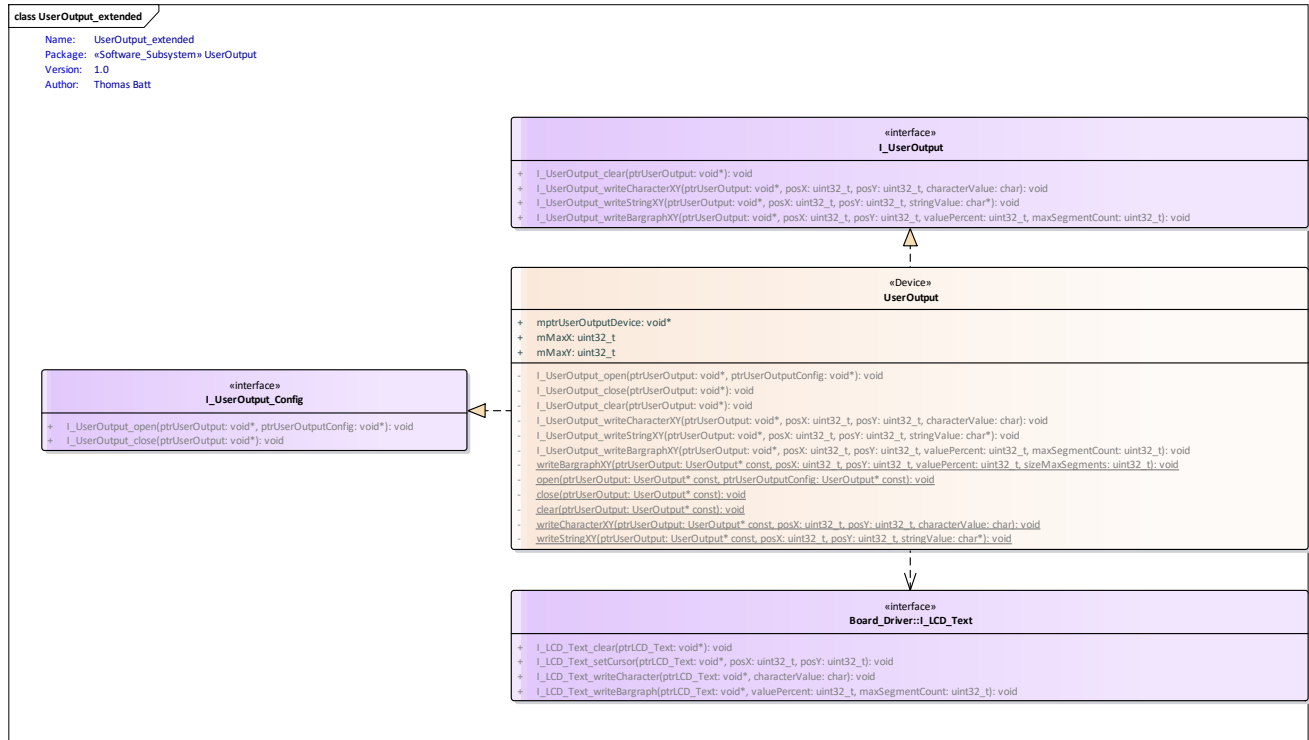 class UserOutput_extended
Name: UserOutput_extended
Package: «Software_Subsystem» UserOutput
Version: 1.0
Author: Thomas Batt
«interface»
I_UserOutput
+ I_UserOutput_clear(ptrUserOutput: void*): void
+ I_UserOutput_writeCharacterXY(ptrUserOutput: void*, posX: uint32_t, posY: uint32_t, characterValue: char): void
+ I_UserOutput_writeStringXY(ptrUserOutput: void*, posX: uint32_t, posY: uint32_t, stringValue: char*): void
+ I_UserOutput_writeBargraphXY(ptrUserOutput: void*, posX: uint32_t, posY: uint32_t, valuePercent: uint32_t, maxSegmentCount: uint32_t): void
«Device»
UserOutput
+ mptrUserOutputDevice: void*
+ mMaxX: uint32_t
+ mMaxY: uint32_t
- I_UserOutput_open(ptrUserOutput: void*, ptrUserOutputConfig: void*): void
- I_UserOutput_close(ptrUserOutput: void*): void
- I_UserOutput_clear(ptrUserOutput: void*): void
- I_UserOutput_writeCharacterXY(ptrUserOutput: void*, posX: uint32_t, posY: uint32_t, characterValue: char): void
- I_UserOutput_writeStringXY(ptrUserOutput: void*, posX: uint32_t, posY: uint32_t, stringValue: char*): void
- I_UserOutput_writeBargraphXY(ptrUserOutput: void*, posX: uint32_t, posY: uint32_t, valuePercent: uint32_t, maxSegmentCount: uint32_t): void
- writeBargraphXY(ptrUserOutput: UserOutput* const, posX: uint32_t, posY: uint32_t, valuePercent: uint32_t, sizeMaxSegments: uint32_t): void
- open(ptrUserOutput: UserOutput* const, ptrUserOutputConfig: UserOutput* const): void
- close(ptrUserOutput: UserOutput* const): void
- clear(ptrUserOutput: UserOutput* const): void
- writeCharacterXY(ptrUserOutput: UserOutput* const, posX: uint32_t, posY: uint32_t, characterValue: char): void
- writeStringXY(ptrUserOutput: UserOutput* const, posX: uint32_t, posY: uint32_t, stringValue: char*): void
«interface»
I_UserOutput_Config
+ I_UserOutput_open(ptrUserOutput: void*, ptrUserOutputConfig: void*): void
+ I_UserOutput_close(ptrUserOutput: void*): void
«interface»
Board_Driver::I_LCD_Text
+ I_LCD_Text_clear(ptrLCD_Text: void*): void
+ I_LCD_Text_setCursor(ptrLCD_Text: void*, posX: uint32_t, posY: uint32_t): void
+ I_LCD_Text_writeCharacter(ptrLCD_Text: void*, characterValue: char): void
+ I_LCD_Text_writeBargraph(ptrLCD_Text: void*, valuePercent: uint32_t, maxSegmentCount: uint32_t): void